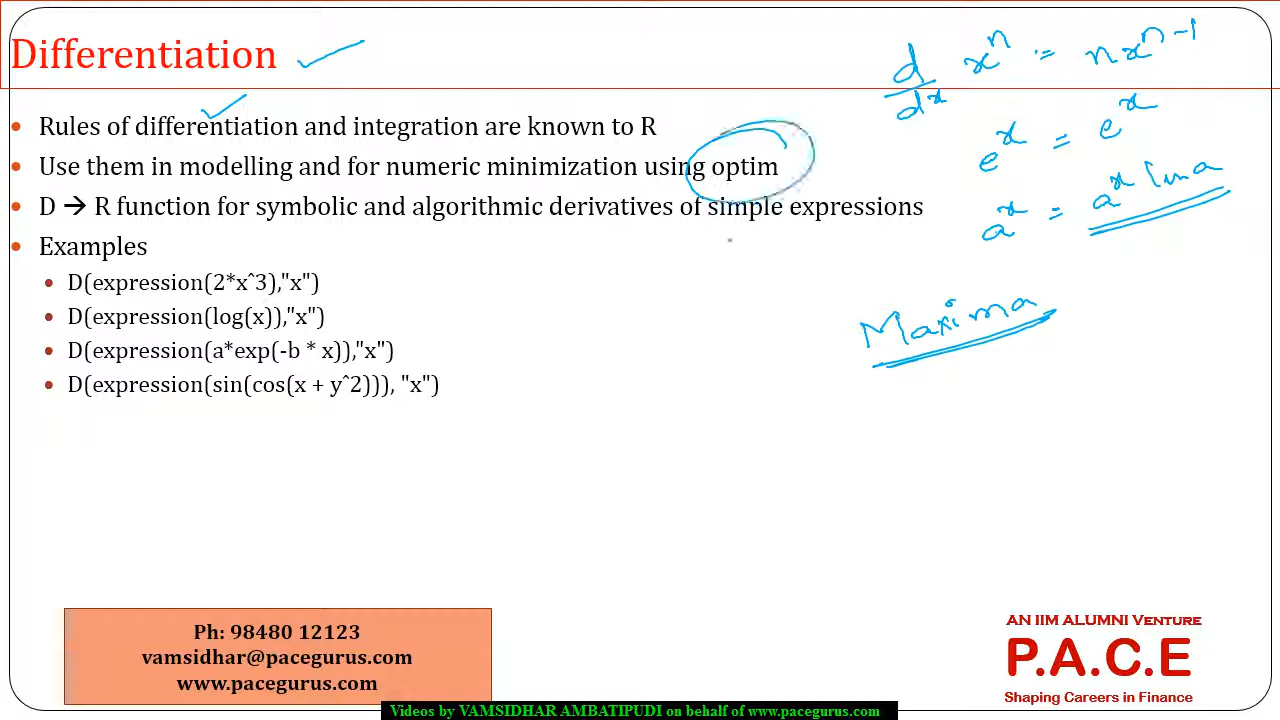 Differentiation
d/dx x^n = nx^n-1
e^x = e^x
a^x = a^x ln a
Maxima
• Rules of differentiation and integration are known to R
• Use them in modelling and for numeric minimization using optim
• D → R function for symbolic and algorithmic derivatives of simple expressions
• Examples
• D(expression(2*x^3),"x")
• D(expression(log(x)),"x")
• D(expression(a*exp(-b * x)),"x")
• D(expression(sin(cos(x + y^2))), "x")
Ph: 98480 12123
vamsidhar@pacegurus.com
www.pacegurus.com
AN IIM ALUMNI VENTURE
P.A.C.E
Shaping Careers in Finance
Videos by VAMSIDHAR AMBATIPUDI on behalf of www.pacegurus.com